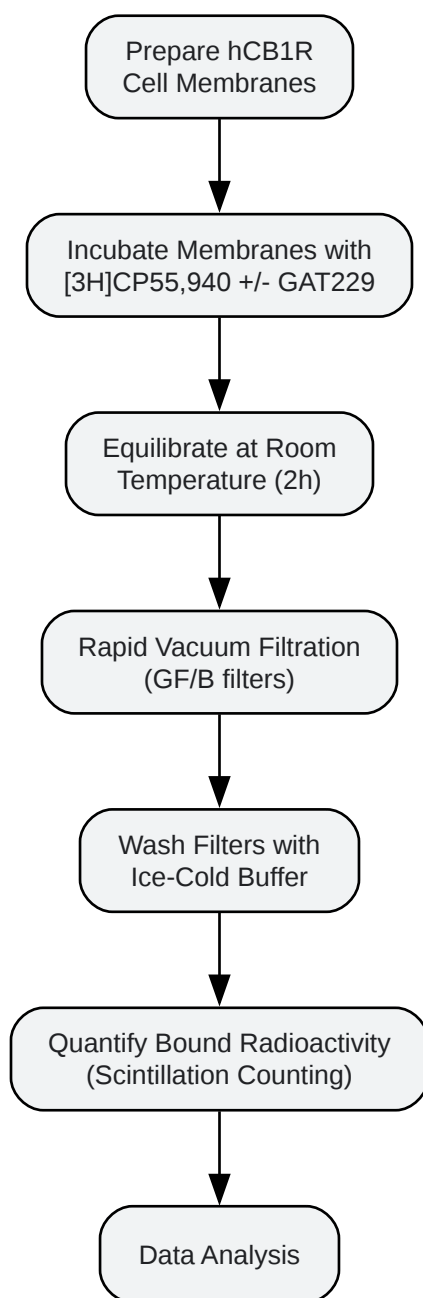 Prepare hCB1R
Cell Membranes
Incubate Membranes with
[3H]CP55,940 +/- GAT229
Equilibrate at Room
Temperature (2h)
Rapid Vacuum Filtration
(GF/B filters)
Wash Filters with
Ice-Cold Buffer
Quantify Bound Radioactivity
(Scintillation Counting)
Data Analysis